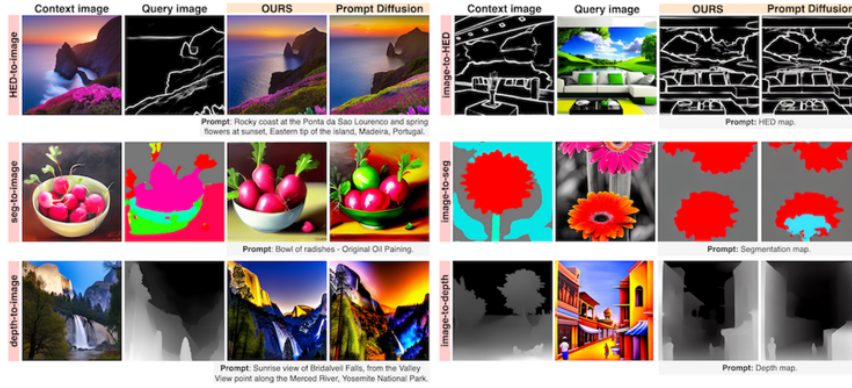 Context image Query image OURS Prompt Diffusion
HED-to-image
Prompt: Rocky coast at the Ponta da Sao Lourenco and spring
flowers at sunset, Eastern tip of the island, Madeira, Portugal.
seg-to-image
Prompt: Bowl of radishes - Original Oil Paining.
depth-to-image
Prompt: Sunrise view of Bridalveil Falls, from the Valley
View point along the Merced River, Yosemite National Park.
Context image Query image OURS Prompt Diffusion
image-to-HED
Prompt: HED map.
image-to-seg
Prompt: Segmentation map.
image-to-depth
Prompt: Depth map.